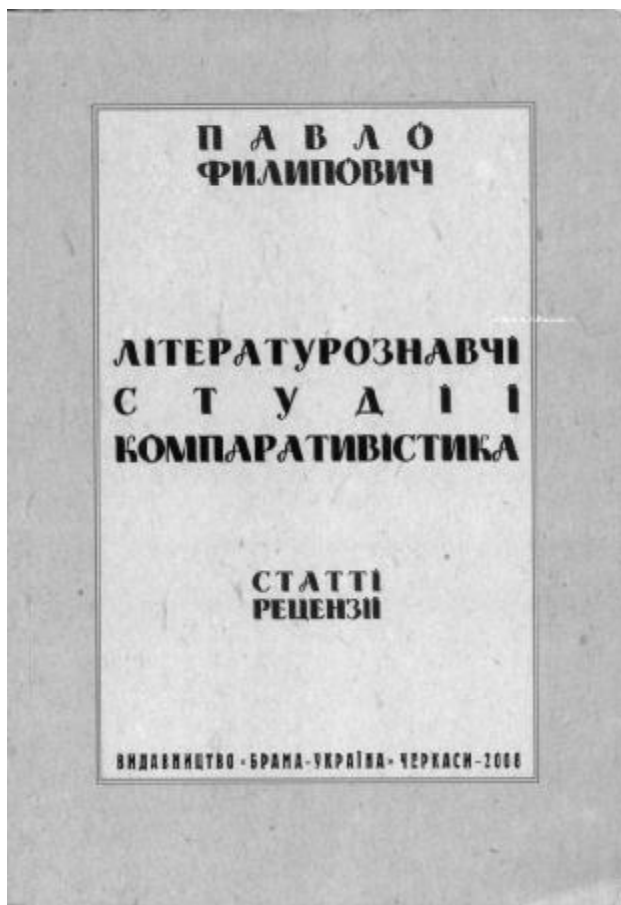 ПАВЛО
ФИЛИПОВИЧ
ЛІТЕРАТУРОЗНАВЧІ
СТУДІЇ
КОМПАРАТИВІСТИКА
СТАТТІ
РЕЦЕНЗІЇ
ВИДАВНИЦТВО «БРАМА-УКРАЇНА» ЧЕРКАСИ-2008